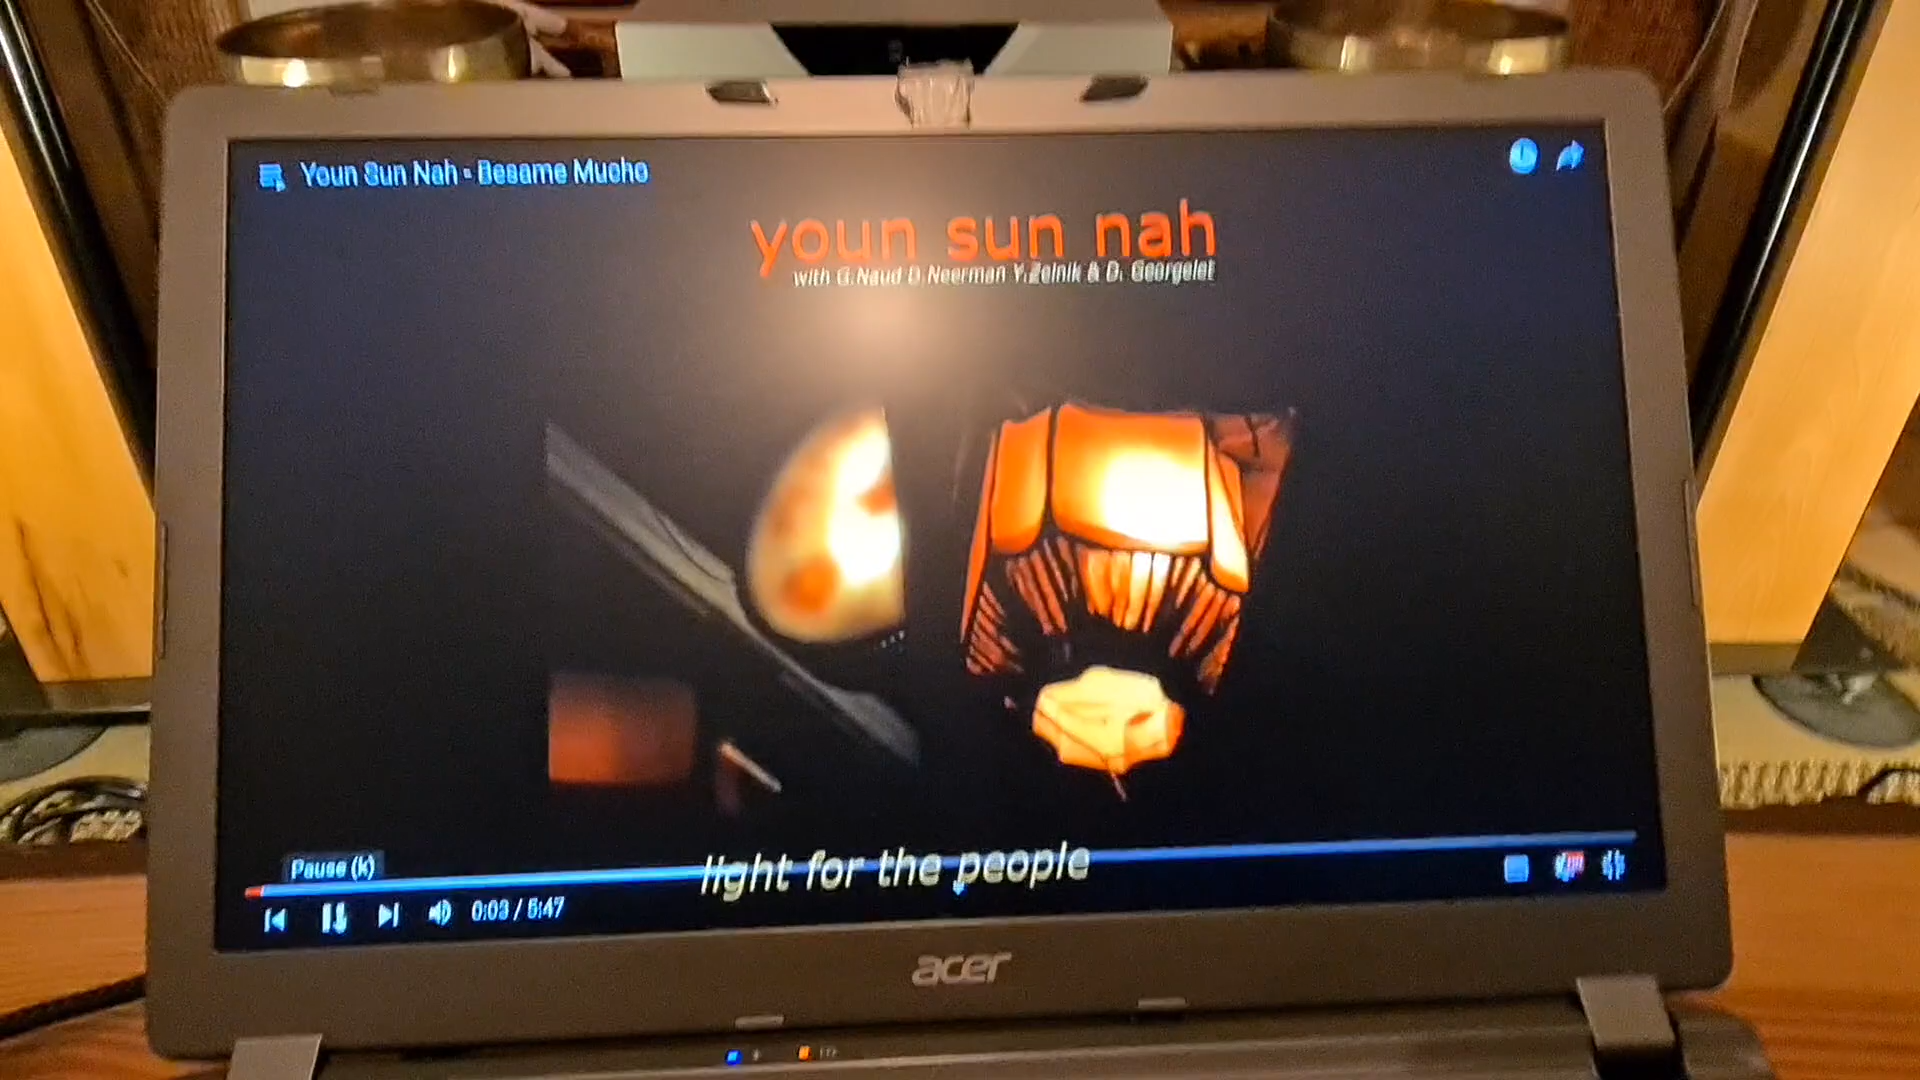 Youn Sun Nah - Besame Mucho
youn sun nah
with G.Naud D.Neerman Y.Zelnik & D. Georgelet
light for the people
Pause (k)
0:03 / 5:47
acer